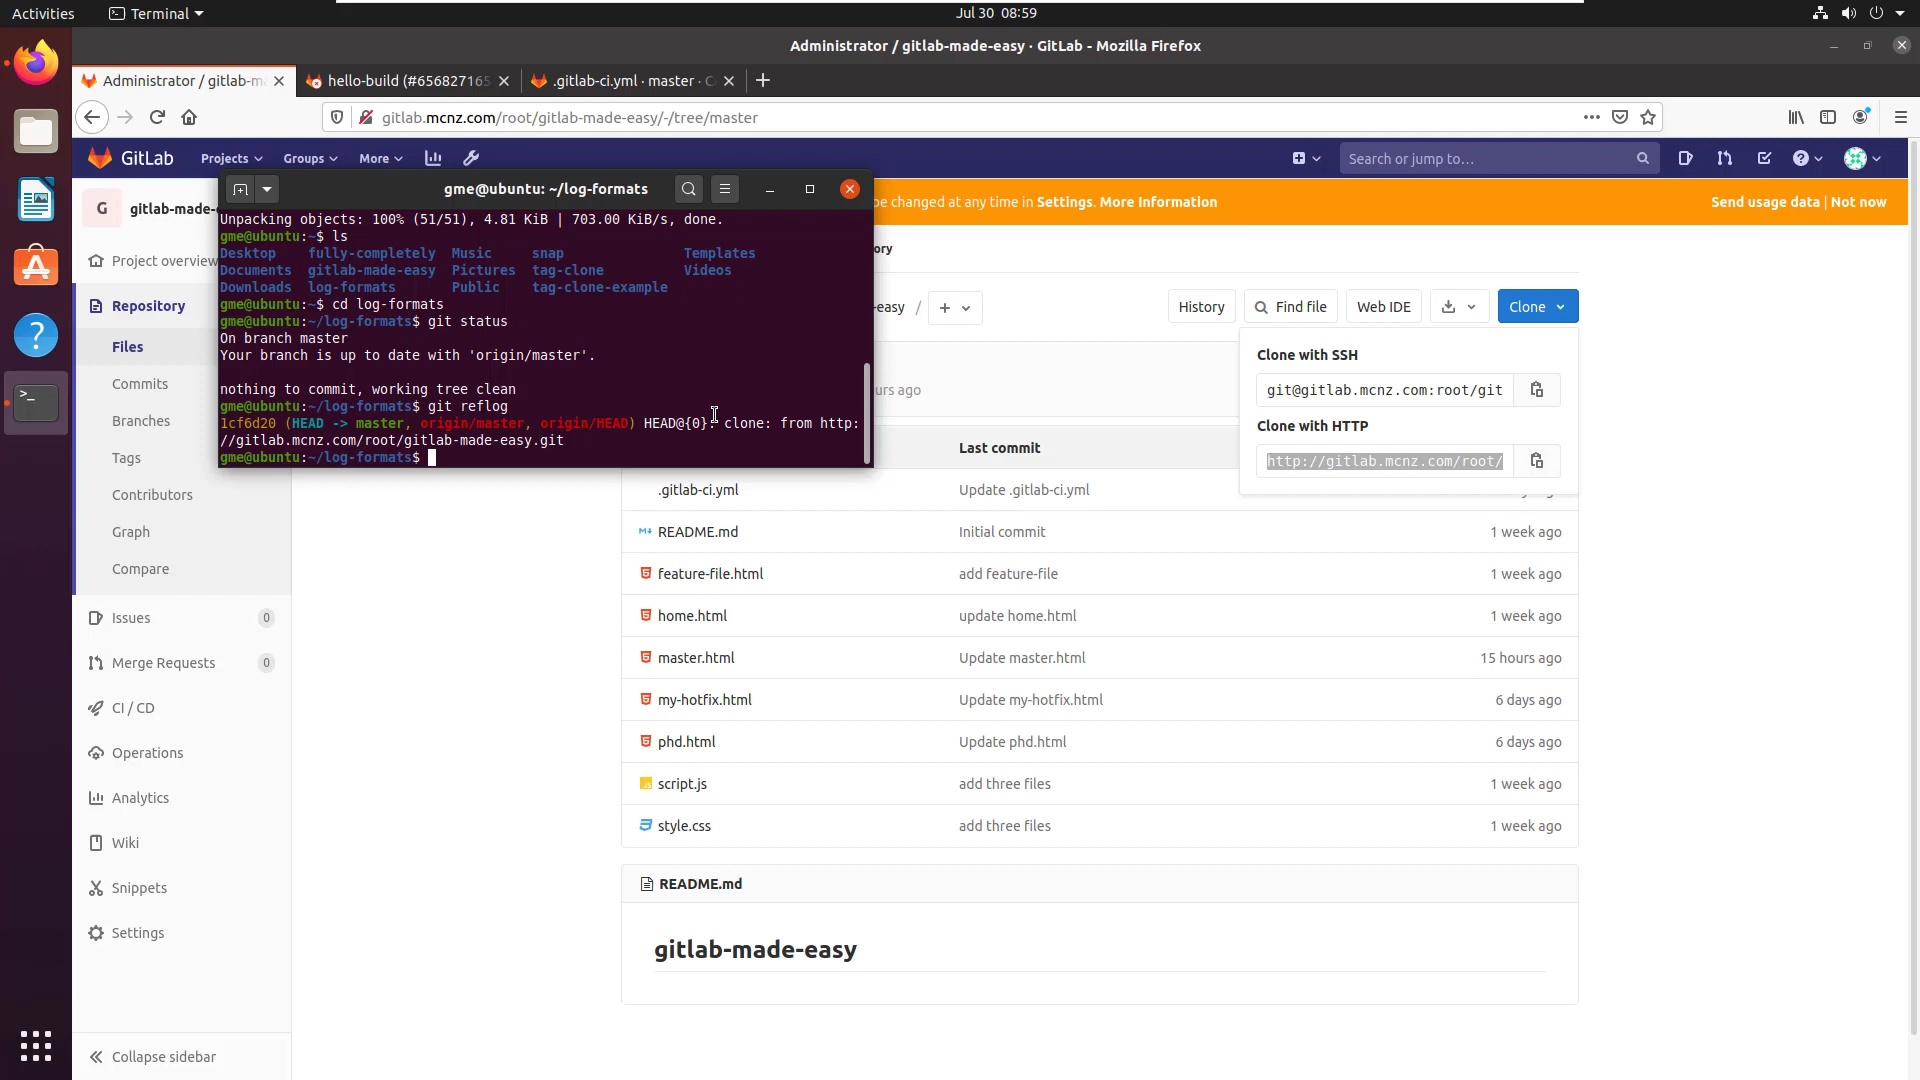 Activities
Terminal
Jul 30 08:59
Administrator / gitlab-made-easy · GitLab - Mozilla Firefox
Administrator / gitlab-m
hello-build (#656827165
.gitlab-ci.yml · master · C
gitlab.mcnz.com/root/gitlab-made-easy/-/tree/master
GitLab
Projects
Groups
More
Search or jump to…
be changed at any time in Settings. More Information
Send usage data | Not now
G
gitlab-made-
Project overview
Repository
Files
Commits
Branches
Tags
Contributors
Graph
Compare
Issues 0
Merge Requests 0
CI / CD
Operations
Analytics
Wiki
Snippets
Settings
Collapse sidebar
gme@ubuntu: ~/log-formats
Unpacking objects: 100% (51/51), 4.81 KiB | 703.00 KiB/s, done.
gme@ubuntu:~$ ls
Desktop fully-completely Music snap Templates
Documents gitlab-made-easy Pictures tag-clone Videos
Downloads log-formats Public tag-clone-example
gme@ubuntu:~$ cd log-formats
gme@ubuntu:~/log-formats$ git status
On branch master
Your branch is up to date with 'origin/master'.
nothing to commit, working tree clean
gme@ubuntu:~/log-formats$ git reflog
1cf6d20 (HEAD -> master, origin/master, origin/HEAD) HEAD@{0}: clone: from http:
//gitlab.mcnz.com/root/gitlab-made-easy.git
gme@ubuntu:~/log-formats$
ory
-easy /
History
Find file
Web IDE
Clone
urs ago
Clone with SSH
git@gitlab.mcnz.com:root/git
Clone with HTTP
http://gitlab.mcnz.com/root/
Last commit
.gitlab-ci.yml Update .gitlab-ci.yml
README.md Initial commit 1 week ago
feature-file.html add feature-file 1 week ago
home.html update home.html 1 week ago
master.html Update master.html 15 hours ago
my-hotfix.html Update my-hotfix.html 6 days ago
phd.html Update phd.html 6 days ago
script.js add three files 1 week ago
style.css add three files 1 week ago
README.md
gitlab-made-easy